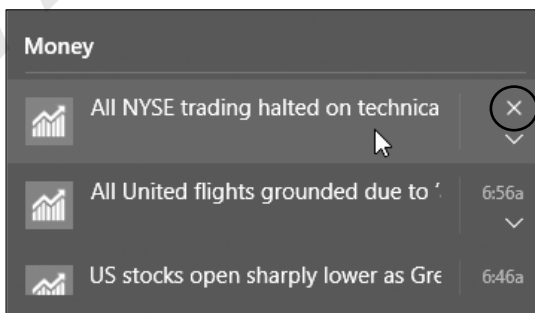 Money
All NYSE trading halted on technica
All United flights grounded due to '
6:56a
US stocks open sharply lower as Gre
6:46a